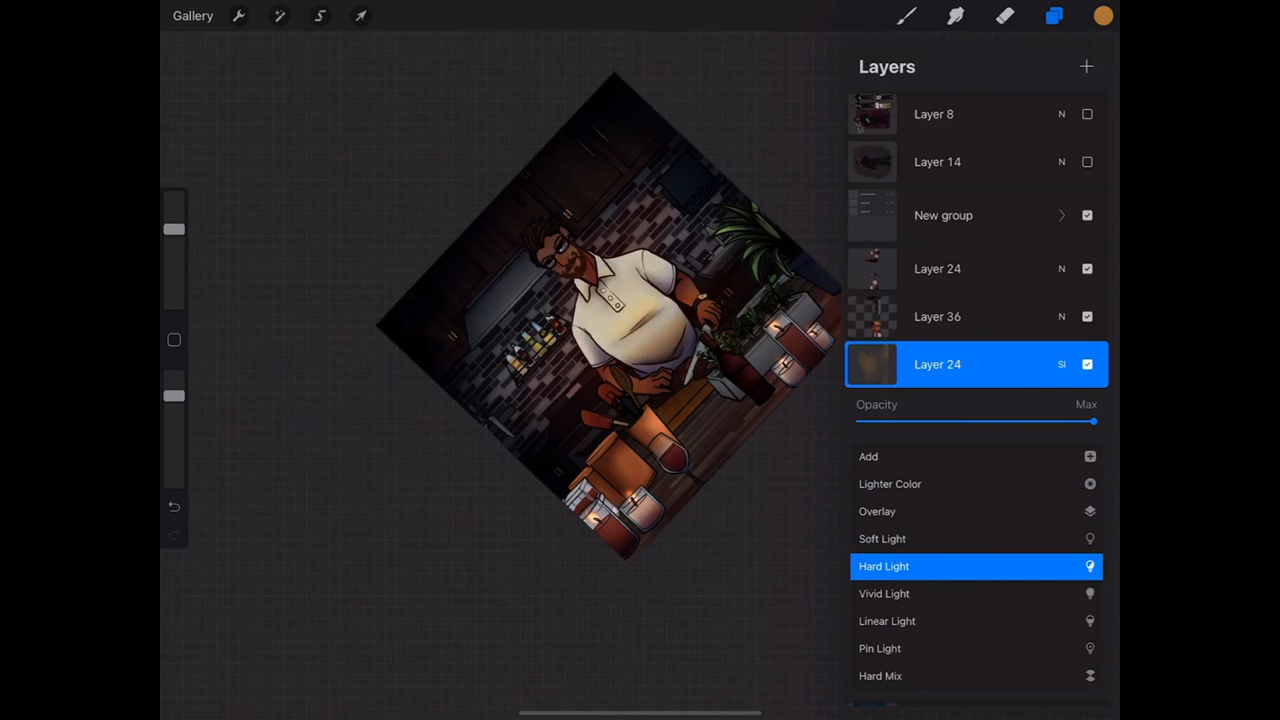 Gallery
Layers
Layer 8 N
Layer 14 N
New group
Layer 24 N
Layer 36 N
Layer 24 SI
Opacity Max
Add
Lighter Color
Overlay
Soft Light
Hard Light
Vivid Light
Linear Light
Pin Light
Hard Mix